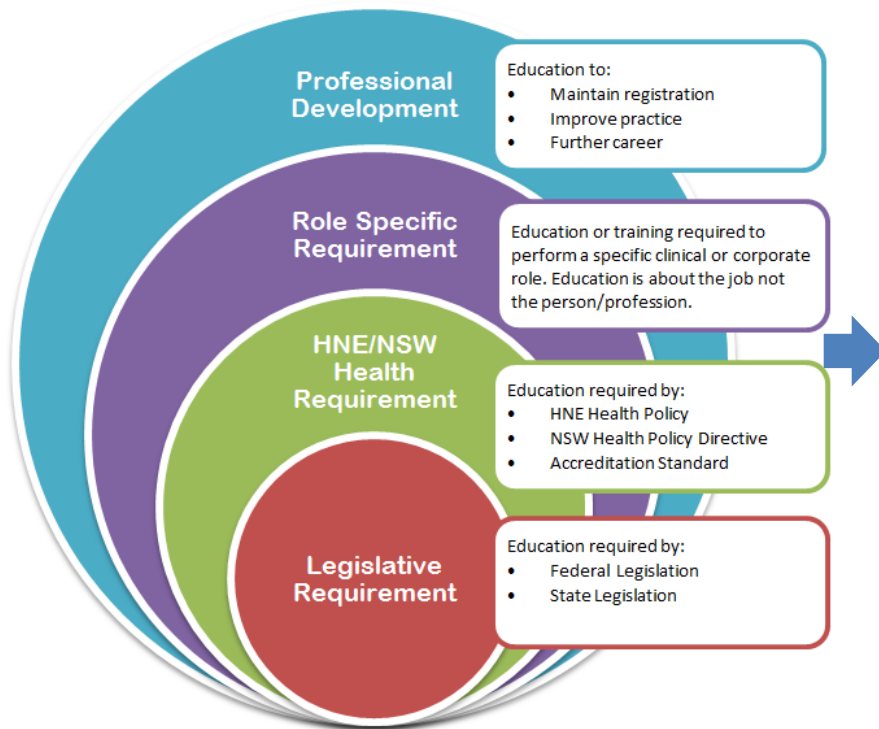 Professional
Development
Education to:
• Maintain registration
• Improve practice
• Further career
Role Specific
Requirement
Education or training required to
perform a specific clinical or corporate
role. Education is about the job not
the person/profession.
HNE/NSW
Health
Requirement
Education required by:
• HNE Health Policy
• NSW Health Policy Directive
• Accreditation Standard
Legislative
Requirement
Education required by:
• Federal Legislation
• State Legislation